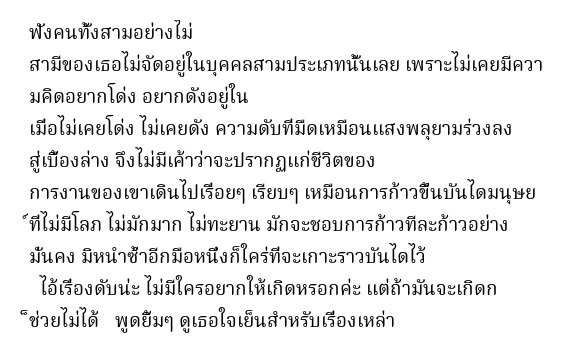 ฟังคนทั้งสามอย่างไม่
สามีของเธอไม่จัดอยู่ในบุคคลสามประเภทนั้นเลย เพราะไม่เคยมีควา
มคิดอยากโด่ง อยากดังอยู่ใน
เมื่อไม่เคยโด่ง ไม่เคยดัง ความดับที่มืดเหมือนแสงพลุยามร่วงลง
สู่เบื้องล่าง จึงไม่มีเค้าว่าจะปรากฏแก่ชีวิตของ
การงานของเขาเดินไปเรื่อยๆ เรียบๆ เหมือนการก้าวขึ้นบันไดมนุษย
์ที่ไม่มีโลภ ไม่มักมาก ไม่ทะยาน มักจะชอบการก้าวทีละก้าวอย่าง
มั่นคง มิหนำซ้ำอีกมือหนึ่งก็ใคร่ที่จะเกาะราวบันไดไว้
ไอ้เรื่องดับน่ะ ไม่มีใครอยากให้เกิดหรอกค่ะ แต่ถ้ามันจะเกิดก
็ช่วยไม่ได้ พูดยิ้มๆ ดูเธอใจเย็นสำหรับเรื่องเหล่า